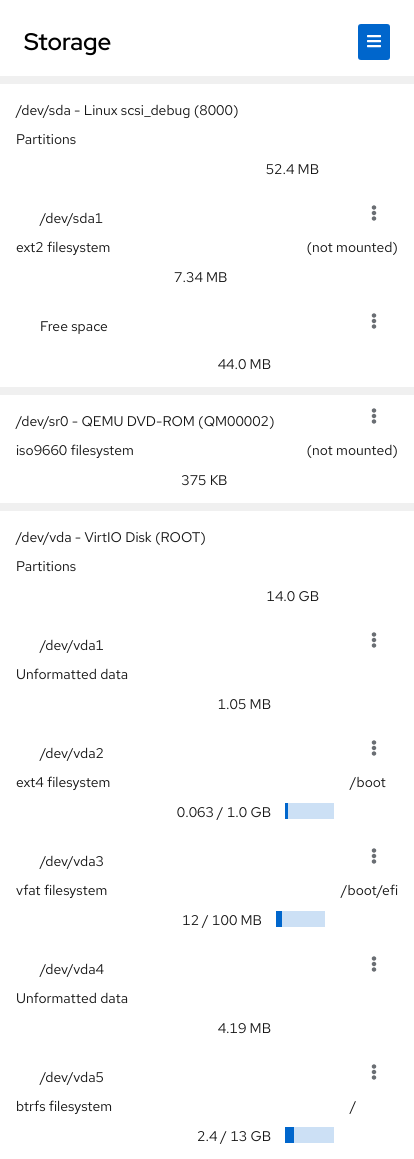 Storage
/dev/sda - Linux scsi_debug (8000)
Partitions
52.4 MB
/dev/sda1
ext2 filesystem (not mounted)
7.34 MB
Free space
44.0 MB
/dev/sr0 - QEMU DVD-ROM (QM00002)
iso9660 filesystem (not mounted)
375 KB
/dev/vda - VirtIO Disk (ROOT)
Partitions
14.0 GB
/dev/vda1
Unformatted data
1.05 MB
/dev/vda2
ext4 filesystem /boot
0.063 / 1.0 GB
/dev/vda3
vfat filesystem /boot/efi
12 / 100 MB
/dev/vda4
Unformatted data
4.19 MB
/dev/vda5
btrfs filesystem /
2.4 / 13 GB